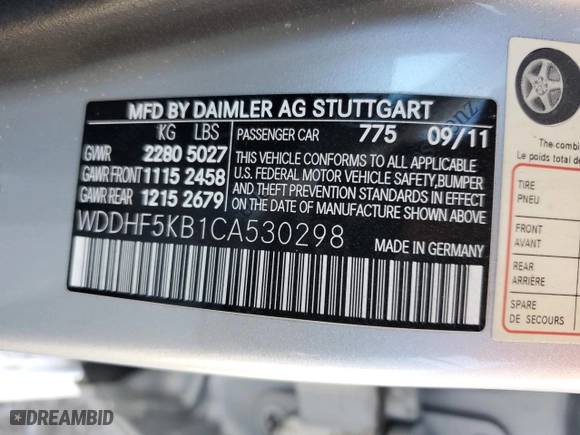 MFD BY DAIMLER AG STUTTGART
KG LBS PASSENGER CAR 775 09/11
GVWR 2280 5027
GAWR FRONT 1115 2458
GAWR REAR 1215 2679
THIS VEHICLE CONFORMS TO ALL APPLICABLE
U.S. FEDERAL MOTOR VEHICLE SAFETY, BUMPER
AND THEFT PREVENTION STANDARDS IN EFFECT
ON THE DATE OF MANUFACTURE SHOWN ABOVE
WDDHF5KB1CA530298
MADE IN GERMANY
The
Le poids total de
TIRE
PNEU
FRONT
AVANT
REAR
ARRIÈRE
SPARE
DE SECOURS
DREAMBID